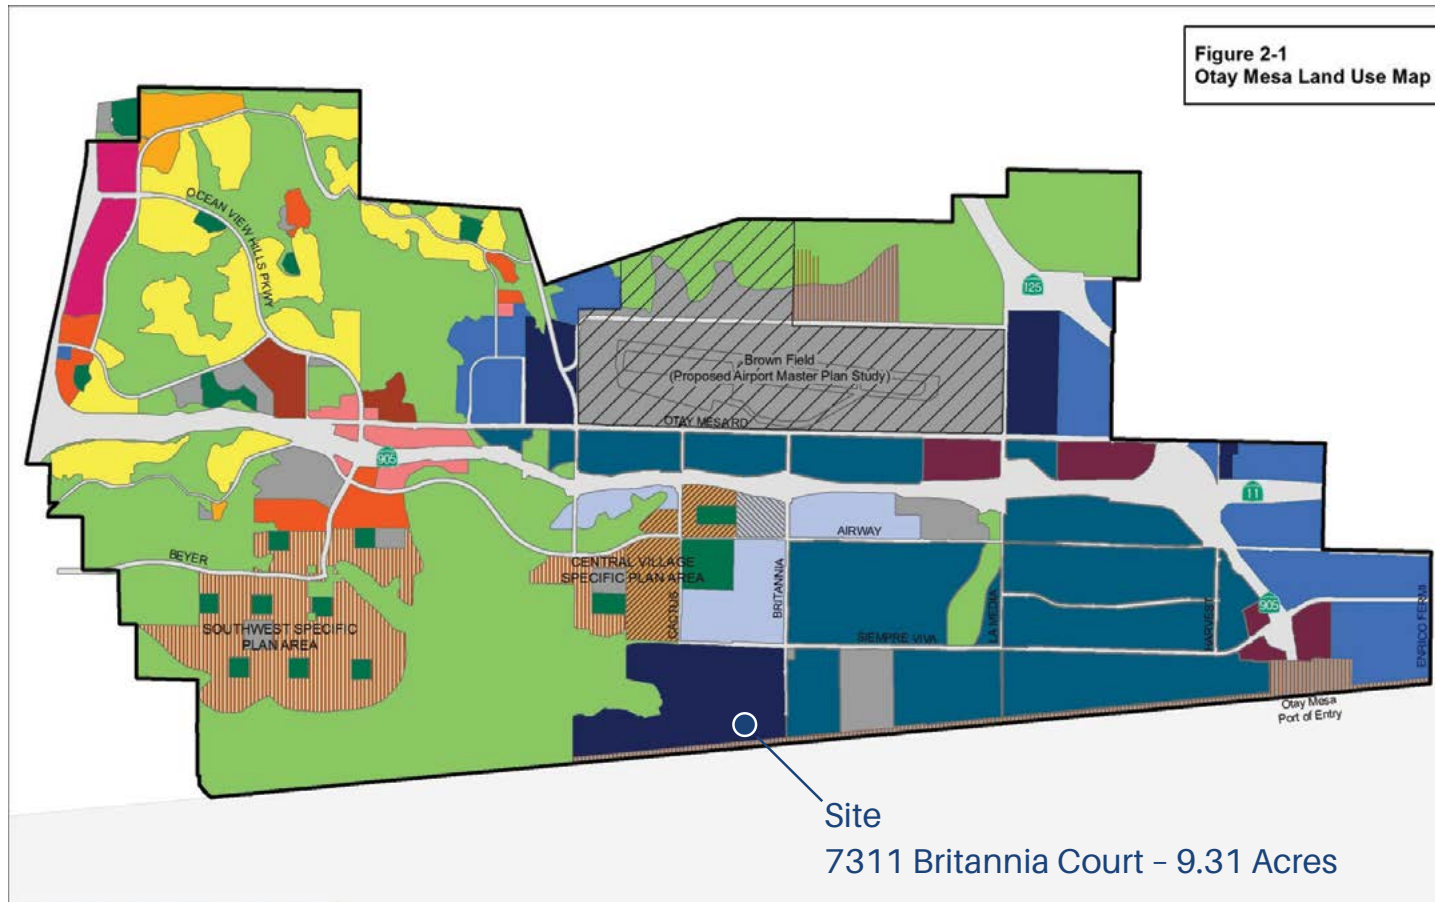 Figure 2-1
Otay Mesa Land Use Map
OCEAN VIEW HILLS PKWY
125
Brown Field
(Proposed Airport Master Plan Study)
OTAY MESA RD
905
11
AIRWAY
BEYER
CENTRAL VILLAGE
SPECIFIC PLAN AREA
CACTUS
BRITANNIA
LA MEDIA
HARVEST
905
ENRICO FERMI
SOUTHWEST SPECIFIC
PLAN AREA
SIEMPRE VIVA
Otay Mesa
Port of Entry
Site
7311 Britannia Court – 9.31 Acres